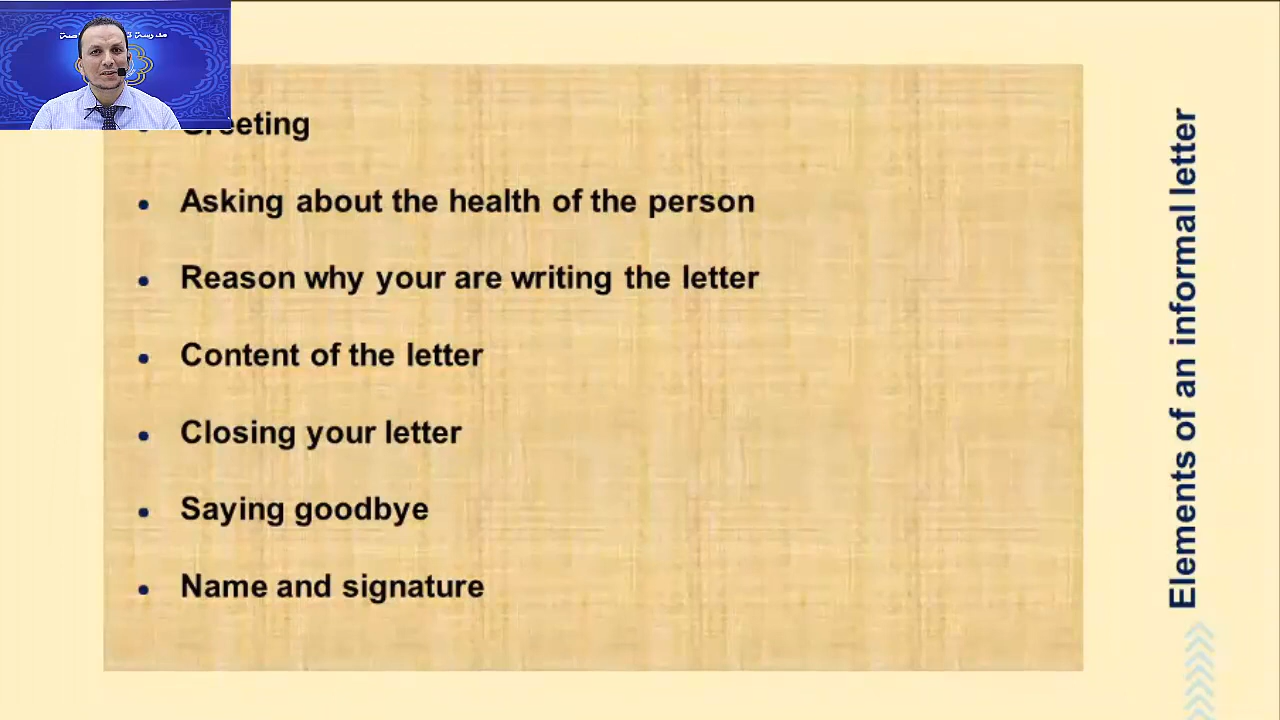 مدرسة
Greeting
Asking about the health of the person
Reason why your are writing the letter
Content of the letter
Closing your letter
Saying goodbye
Name and signature
Elements of an informal letter